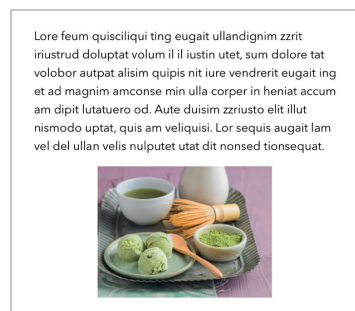 Lore feum quisciliqui ting eugait ullandignim zzrit
iriustrud doluptat volum il il iustin utet, sum dolore tat
volobor autpat alisim quipis nit iure vendrerit eugait ing
et ad magnim amconse min ulla corper in heniat accum
am dipit lutatuero od. Aute duisim zzriusto elit illut
nismodo uptat, quis am veliquisi. Lor sequis augait lam
vel del ullan velis nulputet utat dit nonsed tionsequat.